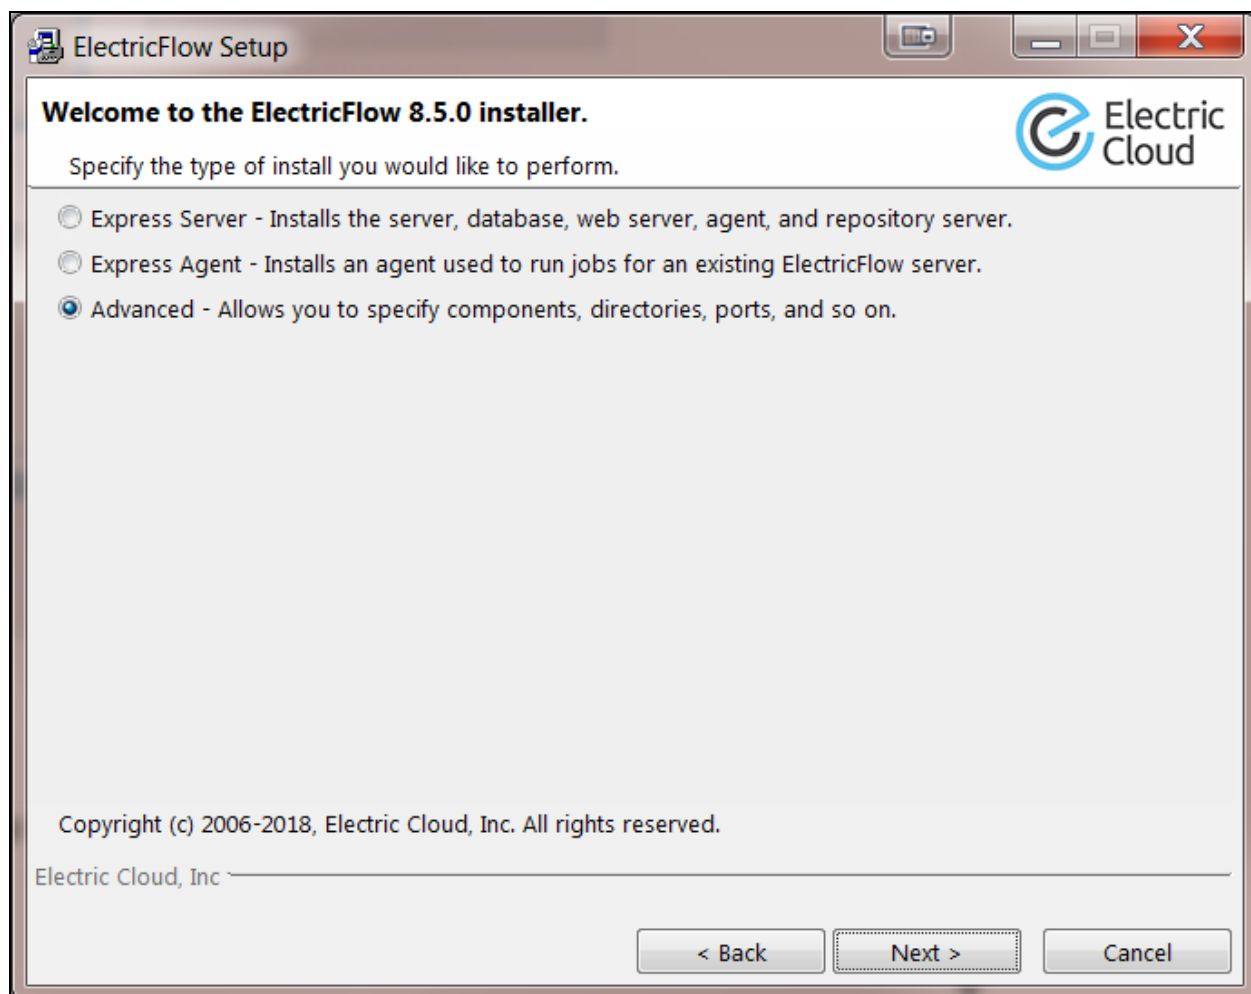 ElectricFlow Setup
Welcome to the ElectricFlow 8.5.0 installer.
Specify the type of install you would like to perform.
Electric
Cloud
Express Server - Installs the server, database, web server, agent, and repository server.
Express Agent - Installs an agent used to run jobs for an existing ElectricFlow server.
Advanced - Allows you to specify components, directories, ports, and so on.
Copyright (c) 2006-2018, Electric Cloud, Inc. All rights reserved.
Electric Cloud, Inc
< Back
Next >
Cancel